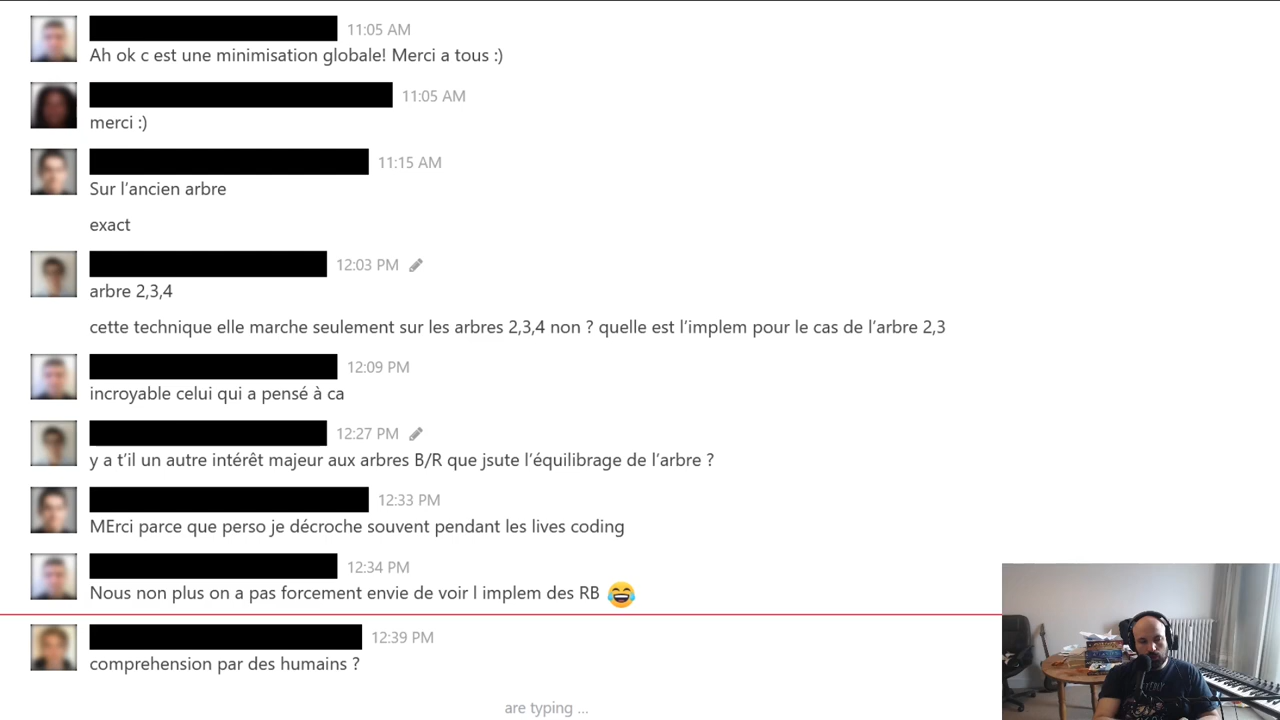 11:05 AM
Ah ok c est une minimisation globale! Merci a tous :)
11:05 AM
merci :)
11:15 AM
Sur l'ancien arbre
exact
12:03 PM
arbre 2,3,4
cette technique elle marche seulement sur les arbres 2,3,4 non ? quelle est l'implem pour le cas de l'arbre 2,3
12:09 PM
incroyable celui qui a pensé à ca
12:27 PM
y a t'il un autre intérêt majeur aux arbres B/R que jsute l'équilibrage de l'arbre ?
12:33 PM
MErci parce que perso je décroche souvent pendant les lives coding
12:34 PM
Nous non plus on a pas forcement envie de voir l implem des RB 😂
12:39 PM
comprehension par des humains ?
are typing ...